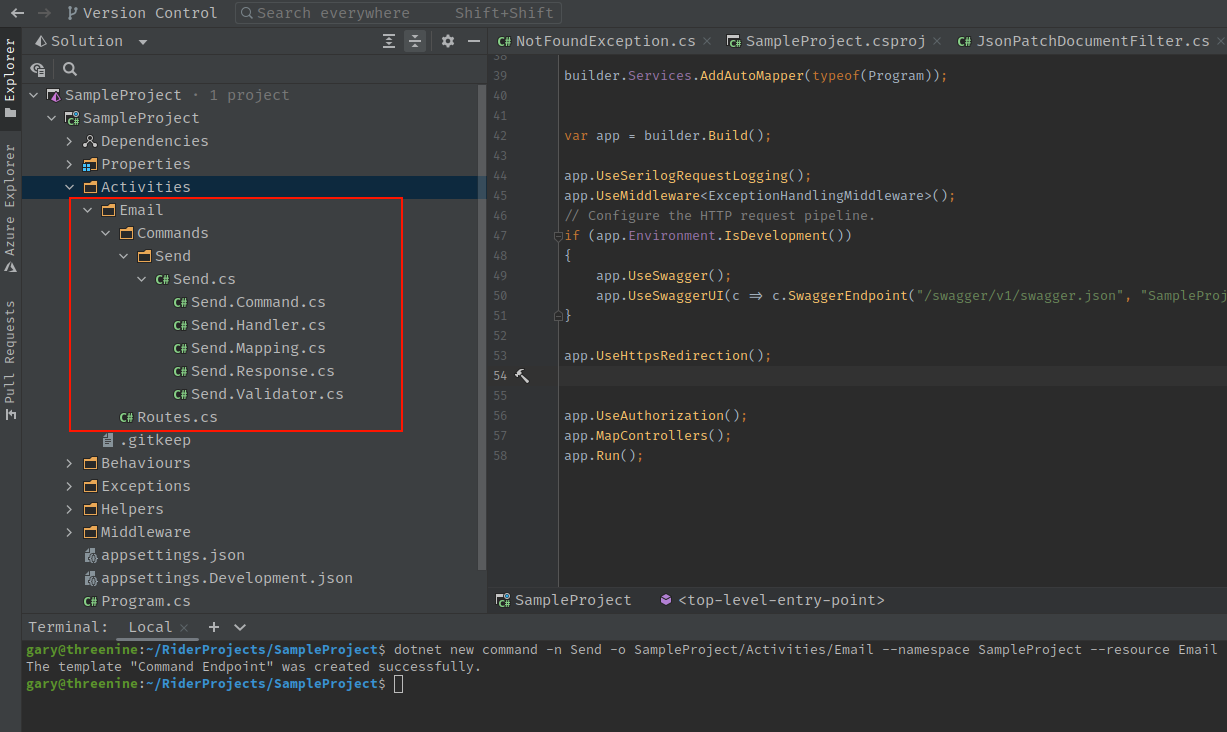 Version Control
Search everywhere Shift+Shift
Explorer
Azure Explorer
Pull Requests
Solution
SampleProject · 1 project
SampleProject
Dependencies
Properties
Activities
Email
Commands
Send
C# Send.cs
C# Send.Command.cs
C# Send.Handler.cs
C# Send.Mapping.cs
C# Send.Response.cs
C# Send.Validator.cs
C# Routes.cs
.gitkeep
Behaviours
Exceptions
Helpers
Middleware
appsettings.json
appsettings.Development.json
C# Program.cs
C# NotFoundException.cs × C# SampleProject.csproj × C# JsonPatchDocumentFilter.cs ×
38
39 builder.Services.AddAutoMapper(typeof(Program));
40
41
42 var app = builder.Build();
43
44 app.UseSerilogRequestLogging();
45 app.UseMiddleware<ExceptionHandlingMiddleware>();
46 // Configure the HTTP request pipeline.
47 if (app.Environment.IsDevelopment())
48 {
49 app.UseSwagger();
50 app.UseSwaggerUI(c => c.SwaggerEndpoint("/swagger/v1/swagger.json", "SampleProj
51 }
52
53 app.UseHttpsRedirection();
54
55
56 app.UseAuthorization();
57 app.MapControllers();
58 app.Run();
C# SampleProject <top-level-entry-point>
Terminal: Local × +
gary@threenine:~/RiderProjects/SampleProject$ dotnet new command -n Send -o SampleProject/Activities/Email --namespace SampleProject --resource Email
The template "Command Endpoint" was created successfully.
gary@threenine:~/RiderProjects/SampleProject$